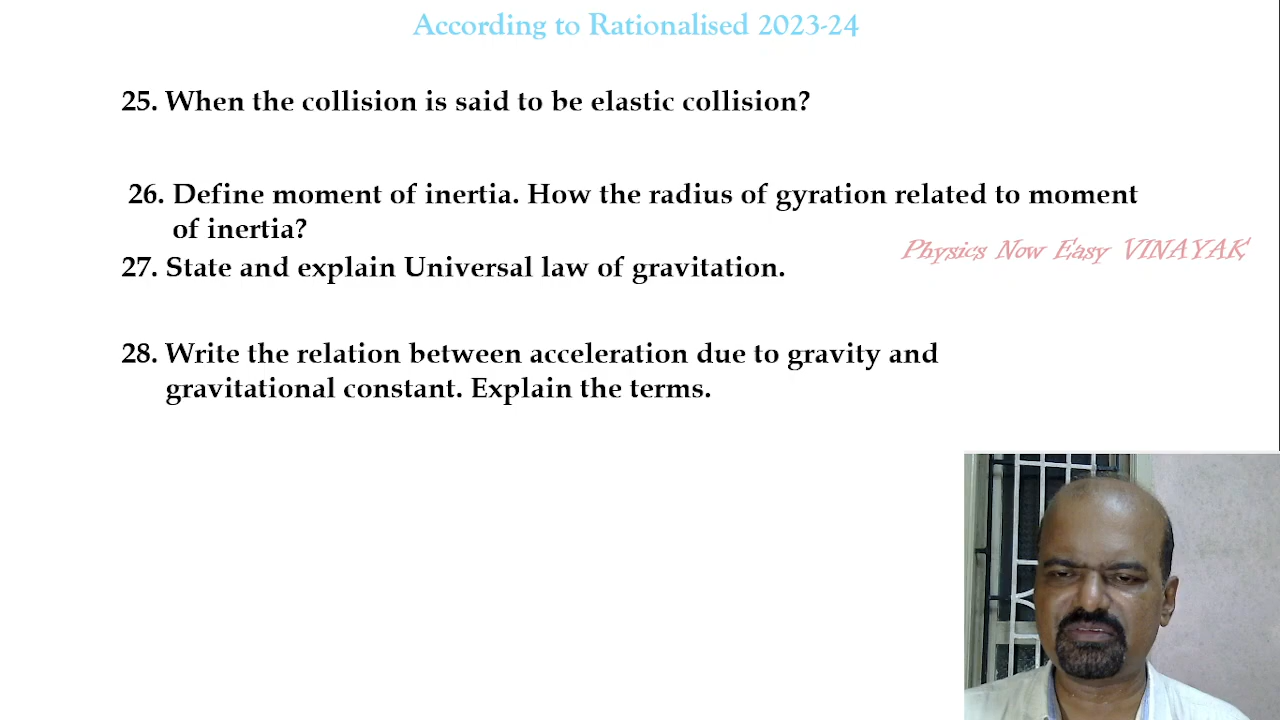 According to Rationalised 2023-24
25. When the collision is said to be elastic collision?
26. Define moment of inertia. How the radius of gyration related to moment
of inertia?
Physics Now Easy VINAYAK
27. State and explain Universal law of gravitation.
28. Write the relation between acceleration due to gravity and
gravitational constant. Explain the terms.